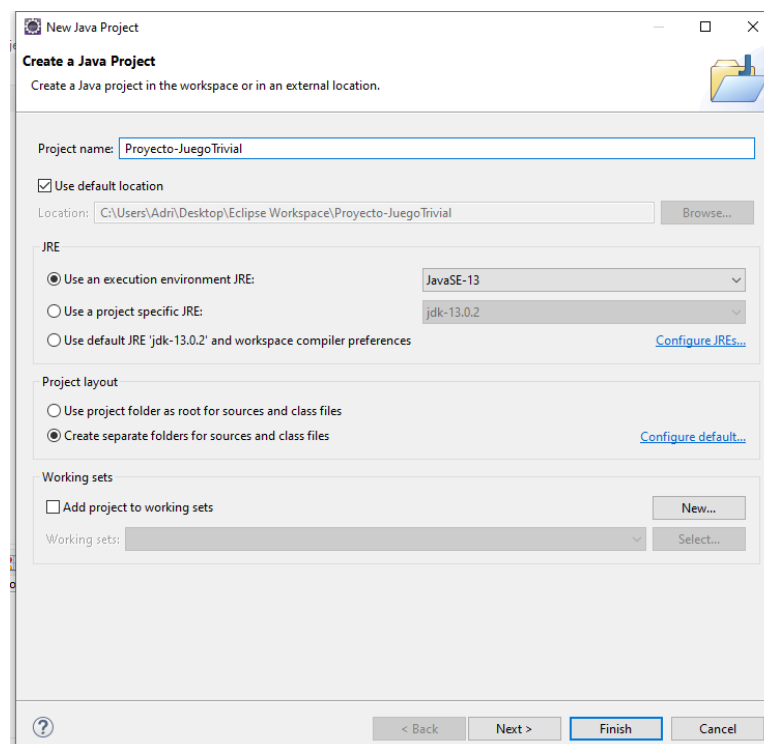 New Java Project
Create a Java Project
Create a Java project in the workspace or in an external location.
Project name: Proyecto-JuegoTrivial
Use default location
Location: C:\Users\Adri\Desktop\Eclipse Workspace\Proyecto-JuegoTrivial Browse...
JRE
Use an execution environment JRE: JavaSE-13
Use a project specific JRE: jdk-13.0.2
Use default JRE 'jdk-13.0.2' and workspace compiler preferences Configure JREs...
Project layout
Use project folder as root for sources and class files
Create separate folders for sources and class files Configure default...
Working sets
Add project to working sets New...
Working sets: Select...
? < Back Next > Finish Cancel